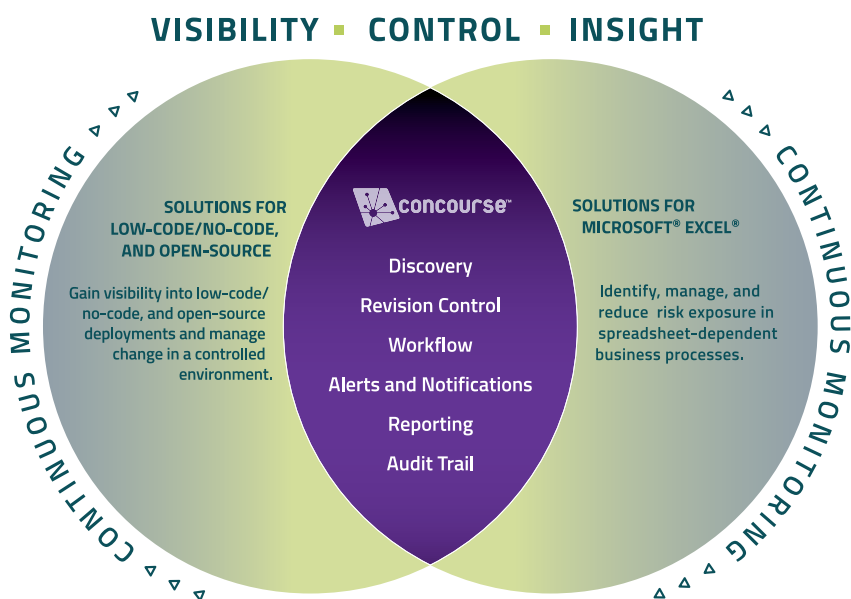 VISIBILITY ▪ CONTROL ▪ INSIGHT
CONTINUOUS MONITORING
SOLUTIONS FOR
LOW-CODE/NO-CODE,
AND OPEN-SOURCE
Gain visibility into low-code/
no-code, and open-source
deployments and manage
change in a controlled
environment.
concourse™
Discovery
Revision Control
Workflow
Alerts and Notifications
Reporting
Audit Trail
SOLUTIONS FOR
MICROSOFT® EXCEL®
Identify, manage, and
reduce risk exposure in
spreadsheet-dependent
business processes.
CONTINUOUS MONITORING